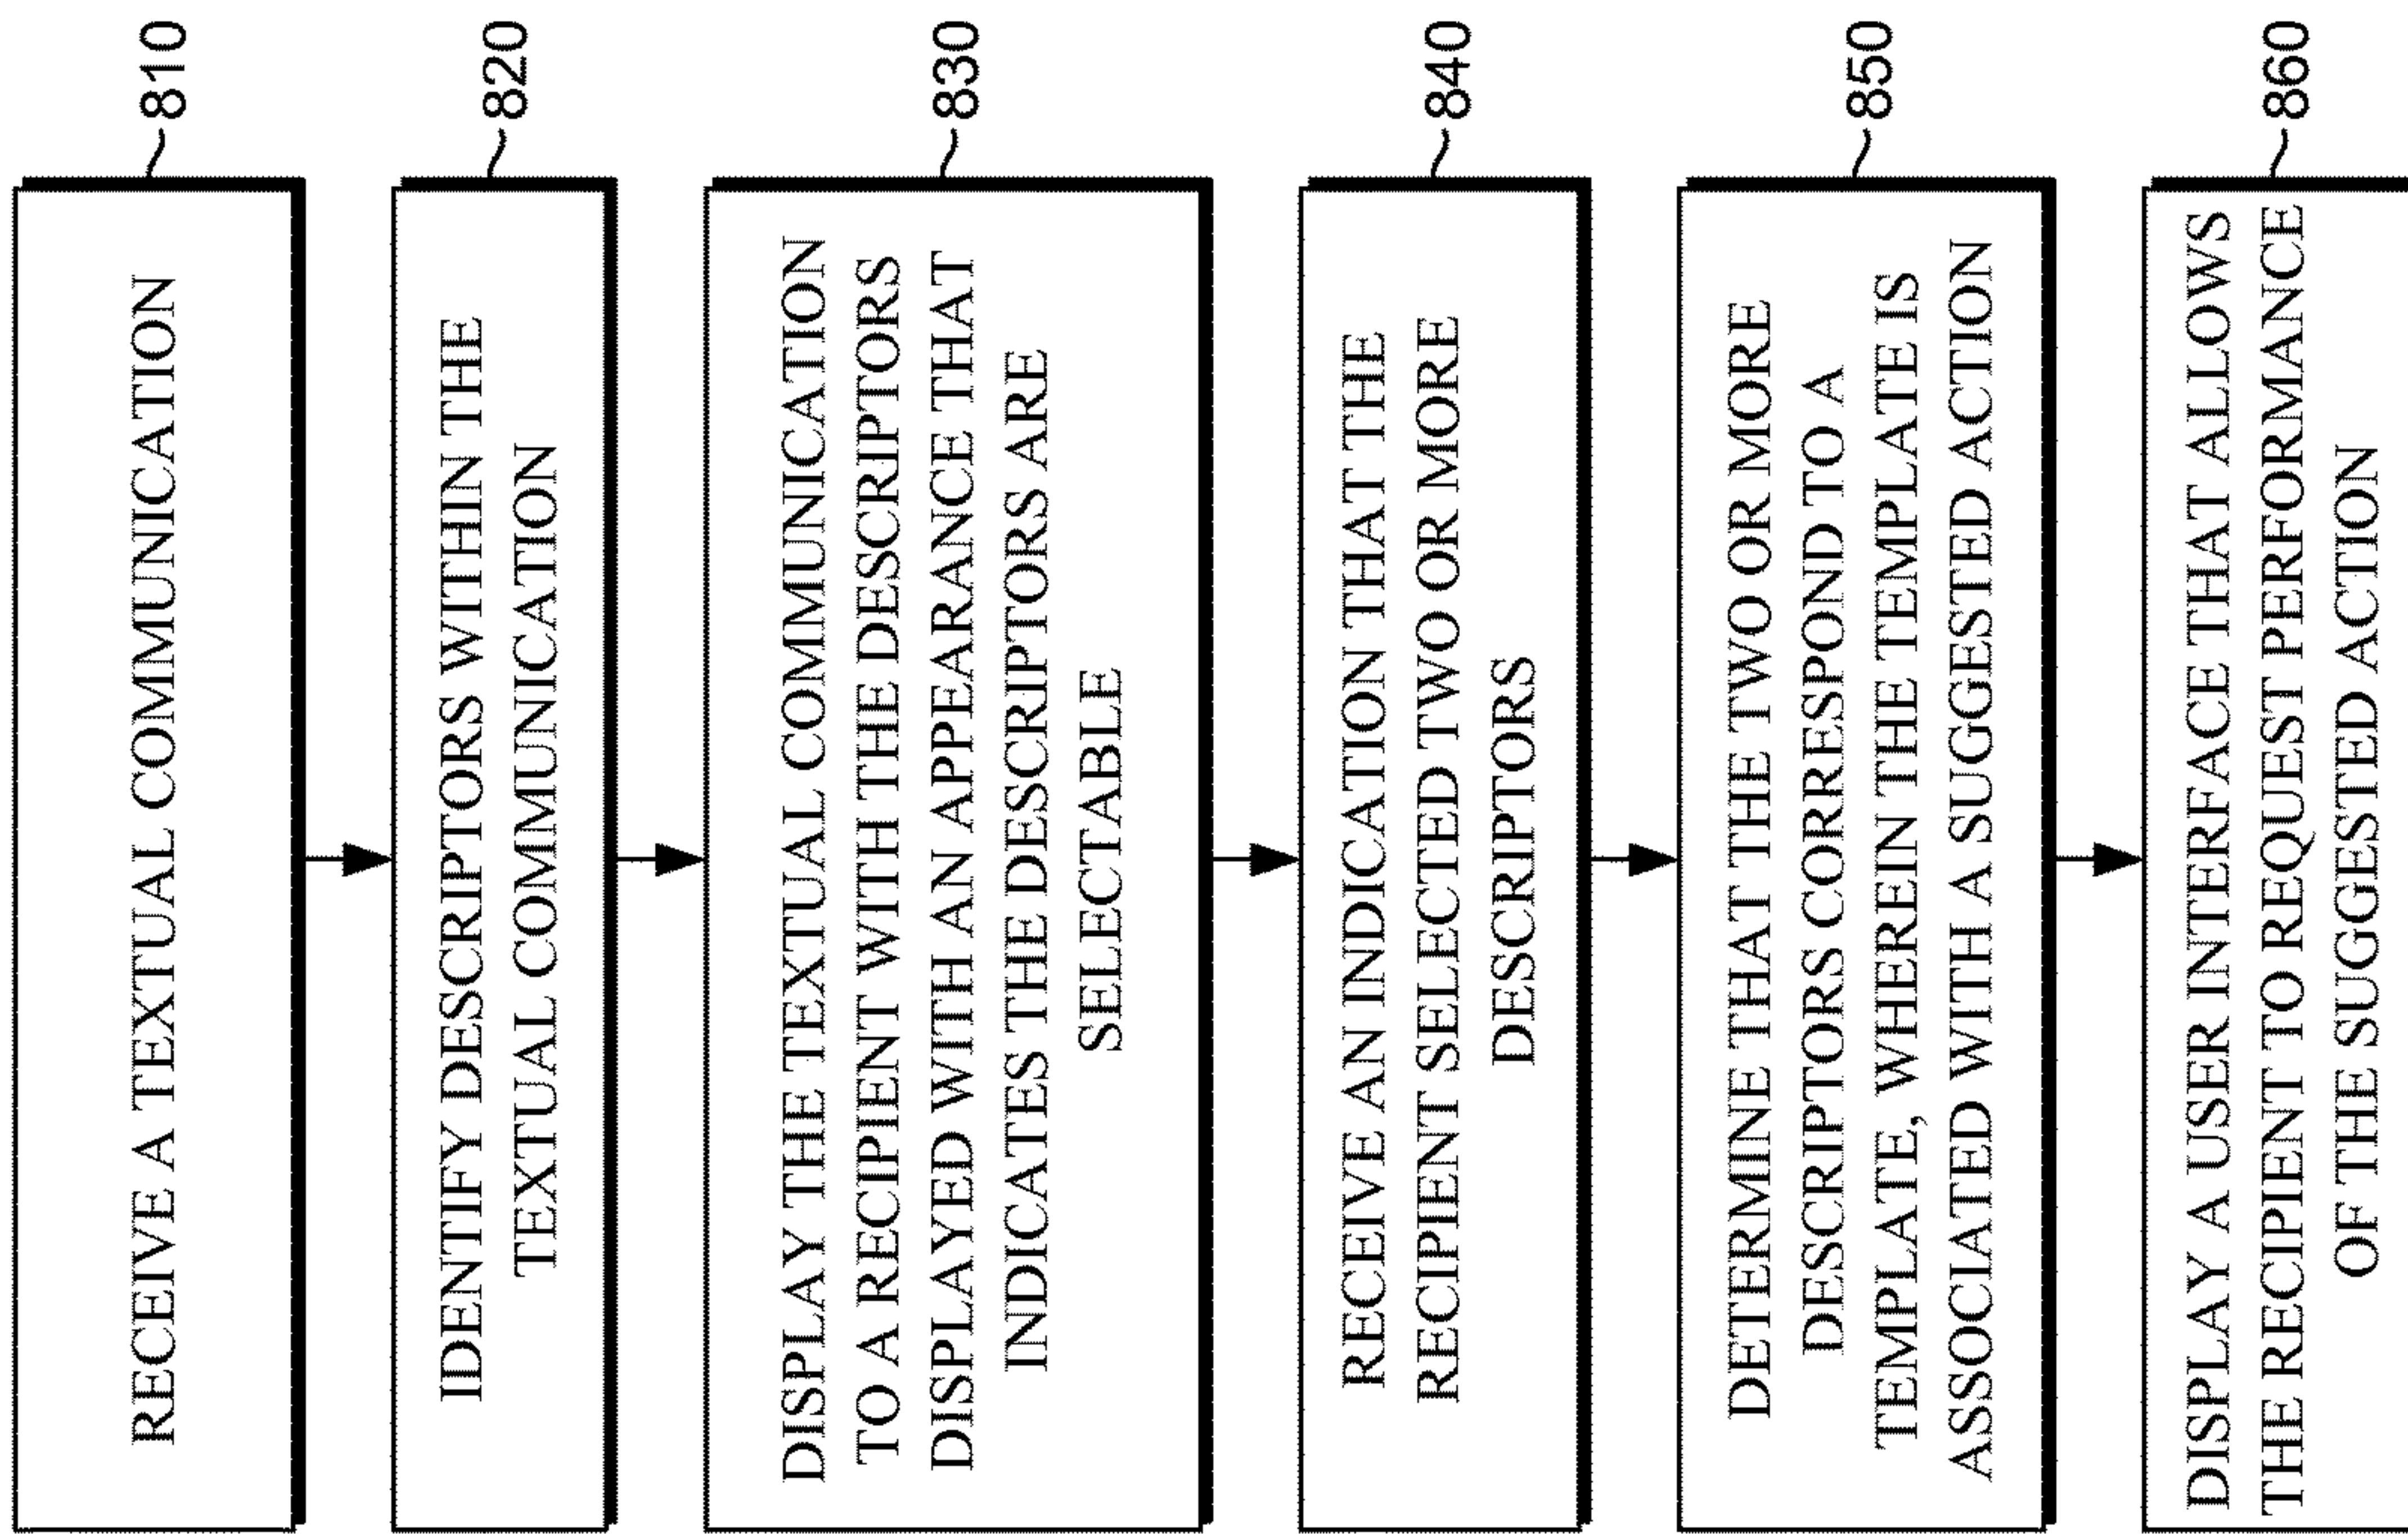 RECEIVE A TEXTUAL COMMUNICATION
810
IDENTIFY DESCRIPTORS WITHIN THE
TEXTUAL COMMUNICATION
820
DISPLAY THE TEXTUAL COMMUNICATION
TO A RECIPIENT WITH THE DESCRIPTORS
DISPLAYED WITH AN APPEARANCE THAT
INDICATES THE DESCRIPTORS ARE
SELECTABLE
830
RECEIVE AN INDICATION THAT THE
RECIPIENT SELECTED TWO OR MORE
DESCRIPTORS
840
DETERMINE THAT THE TWO OR MORE
DESCRIPTORS CORRESPOND TO A
TEMPLATE, WHEREIN THE TEMPLATE IS
ASSOCIATED WITH A SUGGESTED ACTION
850
DISPLAY A USER INTERFACE THAT ALLOWS
THE RECIPIENT TO REQUEST PERFORMANCE
OF THE SUGGESTED ACTION
860